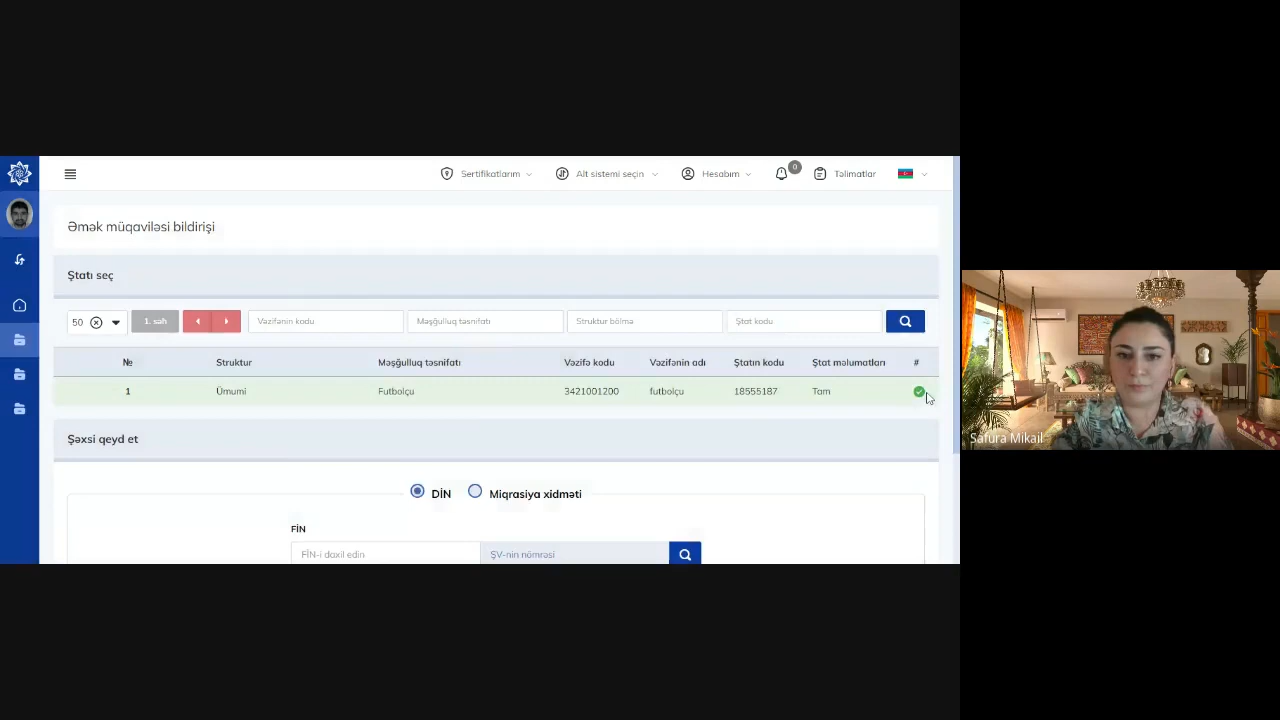 Sertifikatlarım
Alt sistemi seçin
Hesabım
0
Təlimatlar
Əmək müqaviləsi bildirişi
Ştatı seç
50
1. səh
Vəzifənin kodu
Məşğulluq təsnifatı
Struktur bölmə
Ştat kodu
№ Struktur Məşğulluq təsnifatı Vəzifə kodu Vəzifənin adı Ştatın kodu Ştat məlumatları #
1 Ümumi Futbolçu 3421001200 futbolçu 18555187 Tam
Şəxsi qeyd et
DİN Miqrasiya xidməti
FİN
FİN-i daxil edin ŞV-nin nömrəsi
Safura Mikail